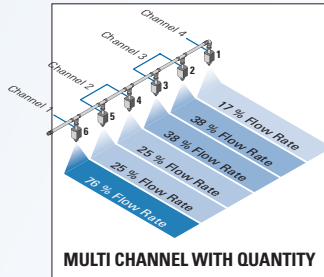 Channel 4
Channel 3
Channel 2
Channel 1
1
2
3
4
5
6
17 % Flow Rate
38 % Flow Rate
38 % Flow Rate
25 % Flow Rate
25 % Flow Rate
76 % Flow Rate
MULTI CHANNEL WITH QUANTITY